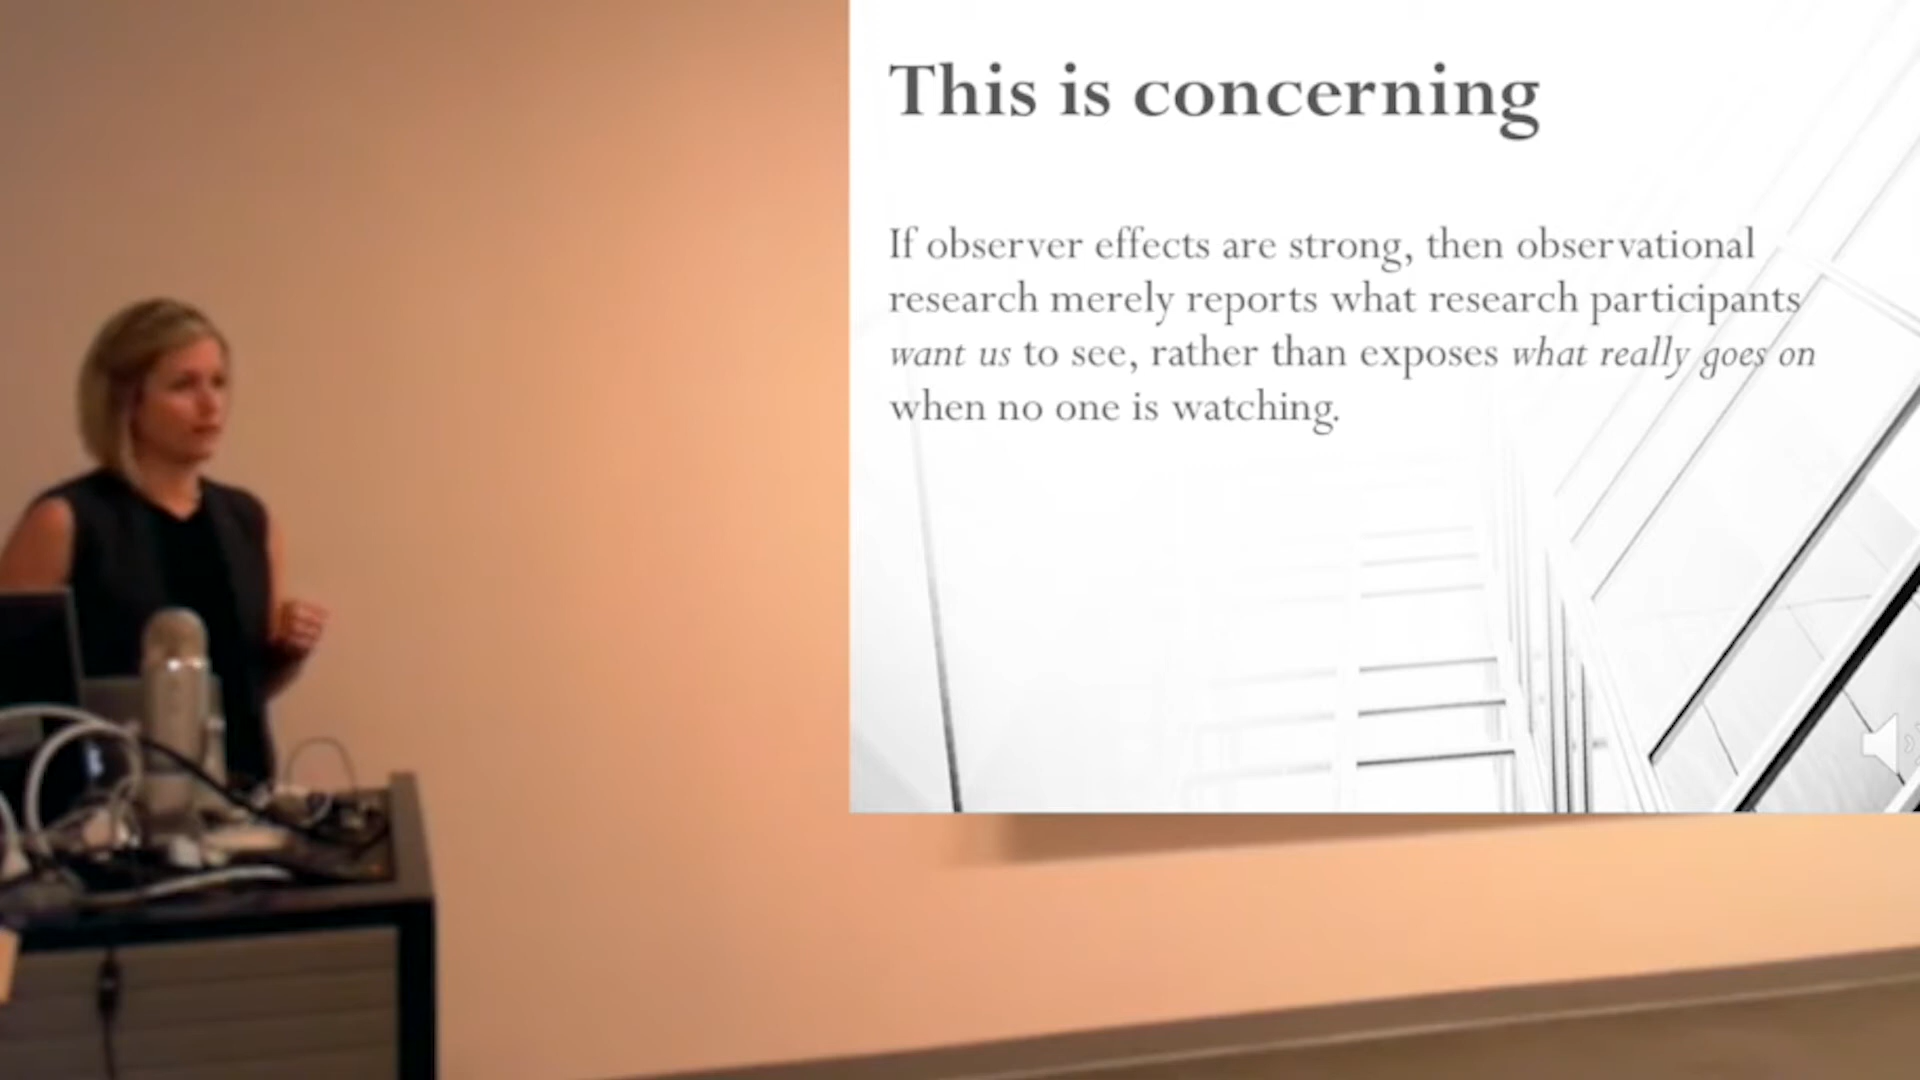 This is concerning
If observer effects are strong, then observational
research merely reports what research participants
want us to see, rather than exposes what really goes on
when no one is watching.